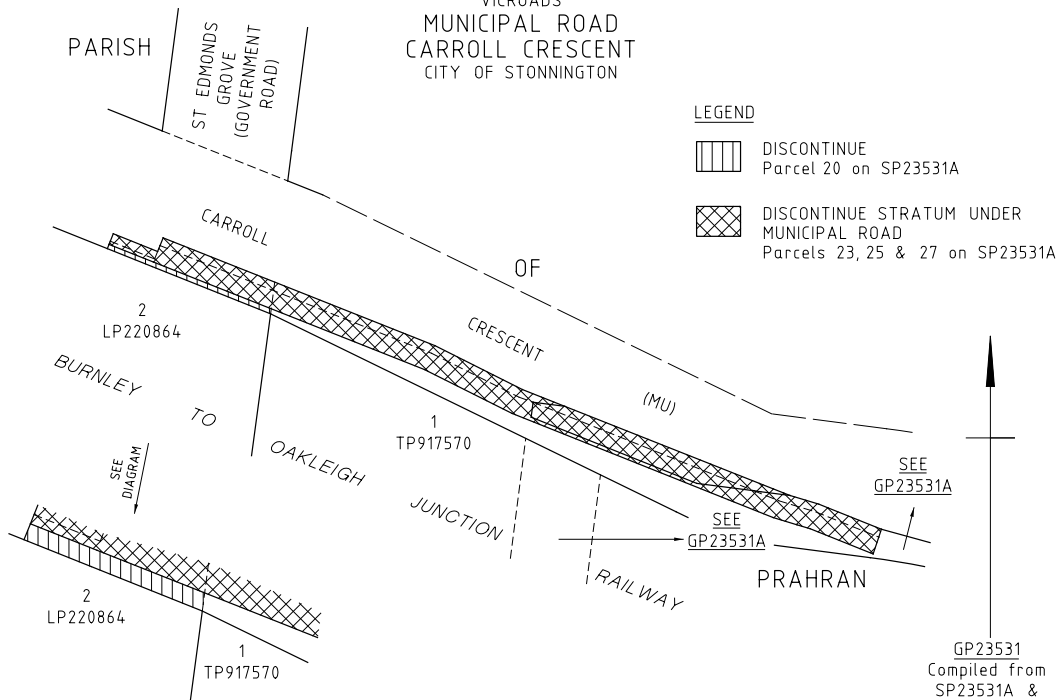 VICROADS
MUNICIPAL ROAD
CARROLL CRESCENT
CITY OF STONNINGTON
PARISH
ST EDMONDS
GROVE
(GOVERNMENT
ROAD)
LEGEND
DISCONTINUE
Parcel 20 on SP23531A
DISCONTINUE STRATUM UNDER
MUNICIPAL ROAD
Parcels 23, 25 & 27 on SP23531A
CARROLL
OF
CRESCENT
(MU)
2
LP220864
BURNLEY
TO
OAKLEIGH
JUNCTION
RAILWAY
1
TP917570
SEE
DIAGRAM
SEE
GP23531A
SEE
GP23531A
PRAHRAN
2
LP220864
1
TP917570
GP23531
Compiled from
SP23531A &